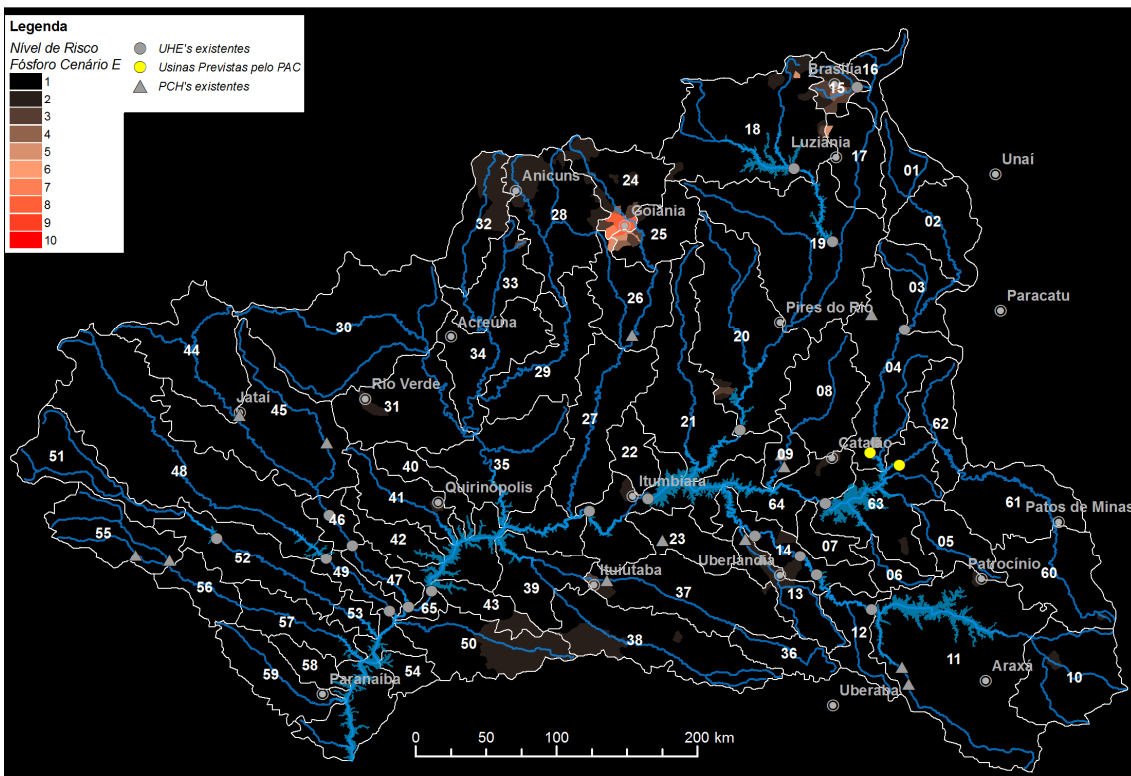 Legenda
Nível de Risco
Fósforo Cenário E
1
2
3
4
5
6
7
8
9
10
UHE's existentes
Usinas Previstas pelo PAC
PCH's existentes
16
Brasília
15
18
Luziânia
17
01
Unaí
Anicuns
24
28
Goiânia
02
32
25
19
33
03
26
Paracatu
30
Acreúna
Pires do Rio
44
34
20
04
29
Rio Verde
08
31
Jataí
45
27
21
62
Catalão
22
09
51
40
35
48
Itumbiara
Quirinópolis
41
64
63
61
Patos de Minas
46
05
55
42
23
14
07
52
Uberlândia
49
Ituiutaba
06
Patrocínio
60
56
47
39
37
13
65
43
53
12
57
50
38
36
11
58
54
Araxá
59
Paranaíba
10
Uberaba
0
50
100
200 km